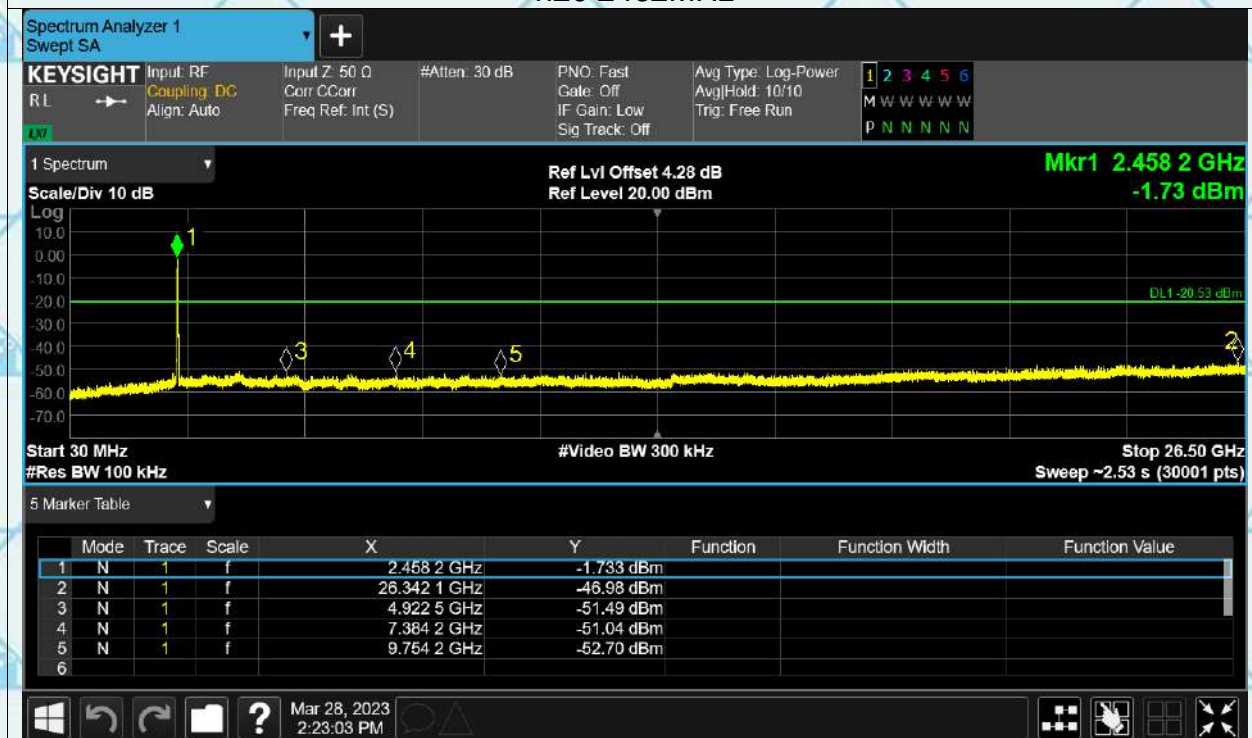 Spectrum Analyzer 1
Swept SA
+
KEYSIGHT Input: RF Input Z: 50 Ω #Atten: 30 dB PNO: Fast Avg Type: Log-Power 1 2 3 4 5 6
RL Coupling: DC Corr CCorr Gate: Off Avg|Hold: 10/10 M W W W W W
Align: Auto Freq Ref: Int (S) IF Gain: Low Trig: Free Run
LXI Sig Track: Off P N N N N N
1 Spectrum Ref Lvl Offset 4.28 dB Mkr1 2.458 2 GHz
Scale/Div 10 dB Ref Level 20.00 dBm -1.73 dBm
Log
10.0 1
0.00
-10.0
-20.0 DL1 -20.53 dBm
-30.0
-40.0 3 4 5 2
-50.0
-60.0
-70.0
Start 30 MHz #Video BW 300 kHz Stop 26.50 GHz
#Res BW 100 kHz Sweep ~2.53 s (30001 pts)
5 Marker Table
Mode Trace Scale X Y Function Function Width Function Value
1 N 1 f 2.458 2 GHz -1.733 dBm
2 N 1 f 26.342 1 GHz -46.98 dBm
3 N 1 f 4.922 5 GHz -51.49 dBm
4 N 1 f 7.384 2 GHz -51.04 dBm
5 N 1 f 9.754 2 GHz -52.70 dBm
6
? Mar 28, 2023
2:23:03 PM